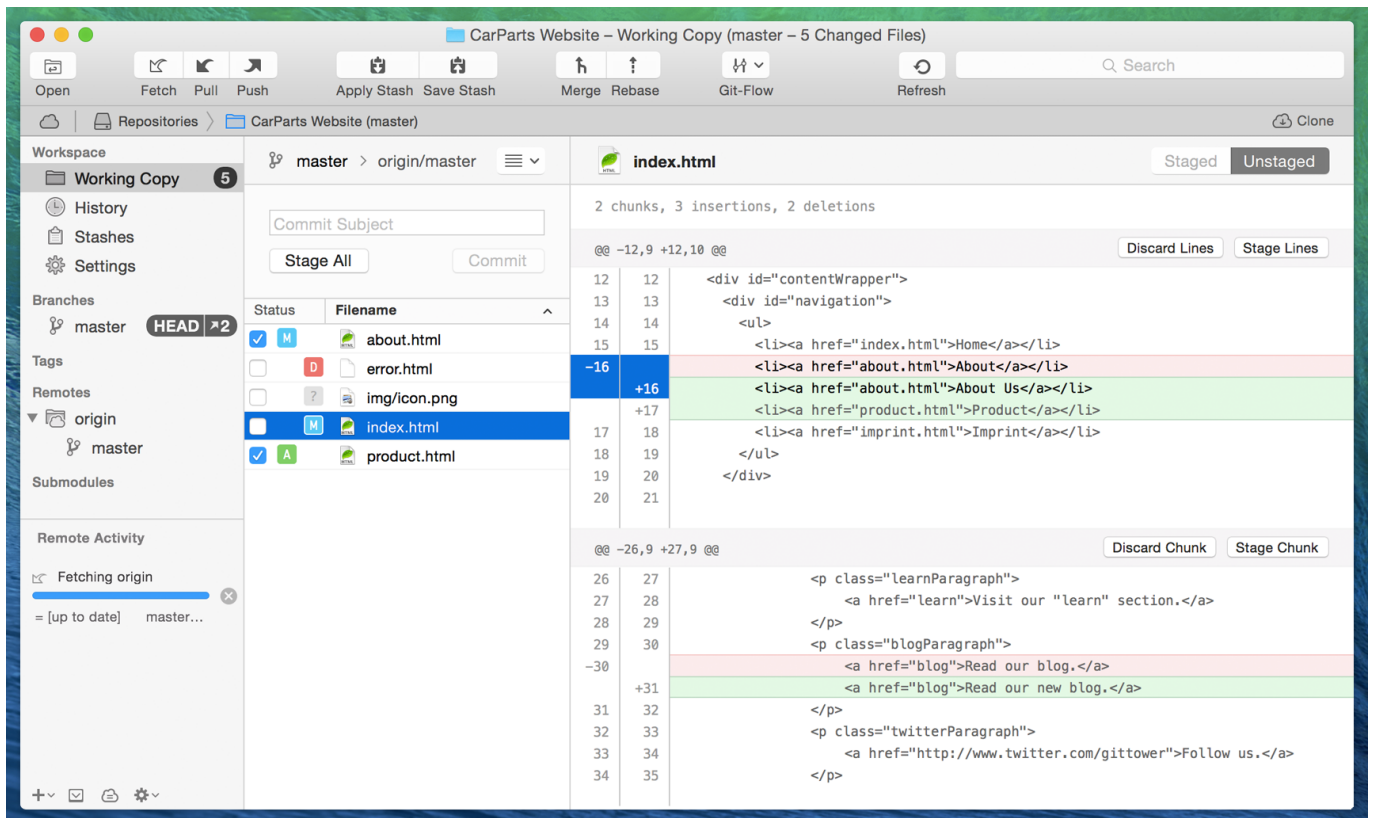 CarParts Website – Working Copy (master – 5 Changed Files)
Open Fetch Pull Push Apply Stash Save Stash Merge Rebase Git-Flow Refresh Search
Repositories CarParts Website (master) Clone
Workspace
Working Copy 5
History
Stashes
Settings
Branches
master HEAD 2
Tags
Remotes
origin
master
Submodules
Remote Activity
Fetching origin
= [up to date] master...
master > origin/master
Commit Subject
Stage All Commit
Status Filename
M about.html
D error.html
? img/icon.png
M index.html
A product.html
index.html Staged Unstaged
2 chunks, 3 insertions, 2 deletions
@@ -12,9 +12,10 @@ Discard Lines Stage Lines
12 12 <div id="contentWrapper">
13 13 <div id="navigation">
14 14 <ul>
15 15 <li><a href="index.html">Home</a></li>
-16 <li><a href="about.html">About</a></li>
+16 <li><a href="about.html">About Us</a></li>
+17 <li><a href="product.html">Product</a></li>
17 18 <li><a href="imprint.html">Imprint</a></li>
18 19 </ul>
19 20 </div>
20 21
@@ -26,9 +27,9 @@ Discard Chunk Stage Chunk
26 27 <p class="learnParagraph">
27 28 <a href="learn">Visit our "learn" section.</a>
28 29 </p>
29 30 <p class="blogParagraph">
-30 <a href="blog">Read our blog.</a>
+31 <a href="blog">Read our new blog.</a>
31 32 </p>
32 33 <p class="twitterParagraph">
33 34 <a href="http://www.twitter.com/gittower">Follow us.</a>
34 35 </p>